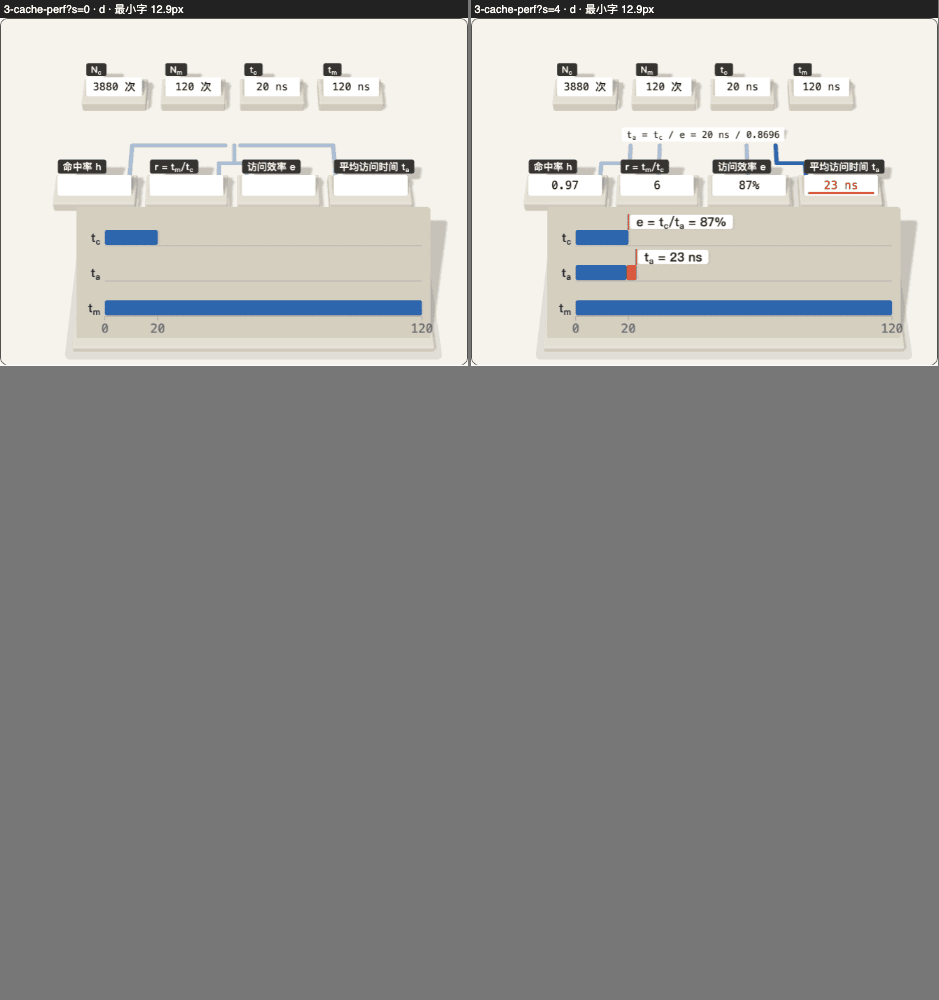 3-cache-perf?s=0 · d · 最小字 12.9px
Nc Nm tc tm
3880 次 120 次 20 ns 120 ns
命中率 h r = tm/tc 访问效率 e 平均访问时间 ta
tc
ta
tm
0 20 120
3-cache-perf?s=4 · d · 最小字 12.9px
Nc Nm tc tm
3880 次 120 次 20 ns 120 ns
ta = tc / e = 20 ns / 0.8696
命中率 h r = tm/tc 访问效率 e 平均访问时间 ta
0.97 6 87% 23 ns
e = tc/ta = 87%
tc
ta = 23 ns
ta
tm
0 20 120